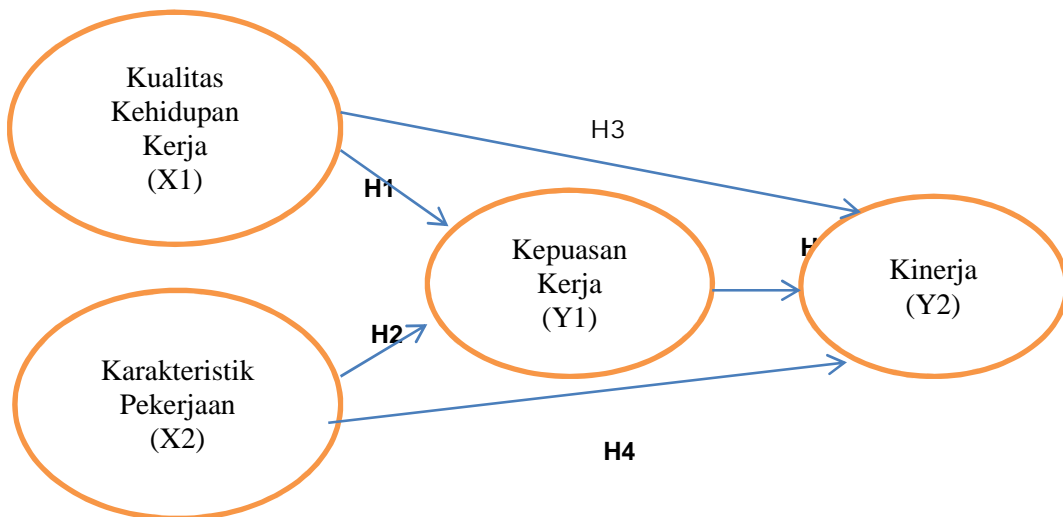 Kualitas
Kehidupan
Kerja
(X1)
H3
H1
Kepuasan
Kerja
(Y1)
H
Kinerja
(Y2)
H2
Karakteristik
Pekerjaan
(X2)
H4